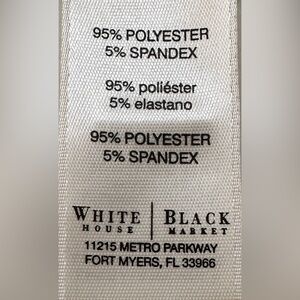 95% POLYESTER
5% SPANDEX
95% poliéster
5% elastano
95% POLYESTER
5% SPANDEX
WHITE | BLACK
HOUSE | MARKET
11215 METRO PARKWAY
FORT MYERS, FL 33966